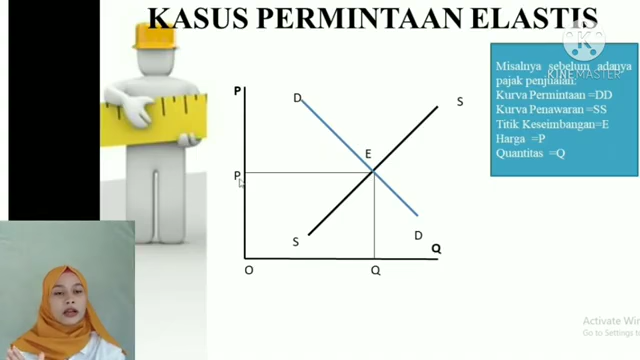 KASUS PERMINTAAN ELASTIS
Misalnya sebelum adanya
pajak penjualan:
Kurva Permintaan =DD
Kurva Penawaran =SS
Titik Keseimbangan=E
Harga =P
Quantitas =Q
KINEMASTER
P
D
S
E
P
S
D
Q
O
Q
Activate Win
Go to Settings t